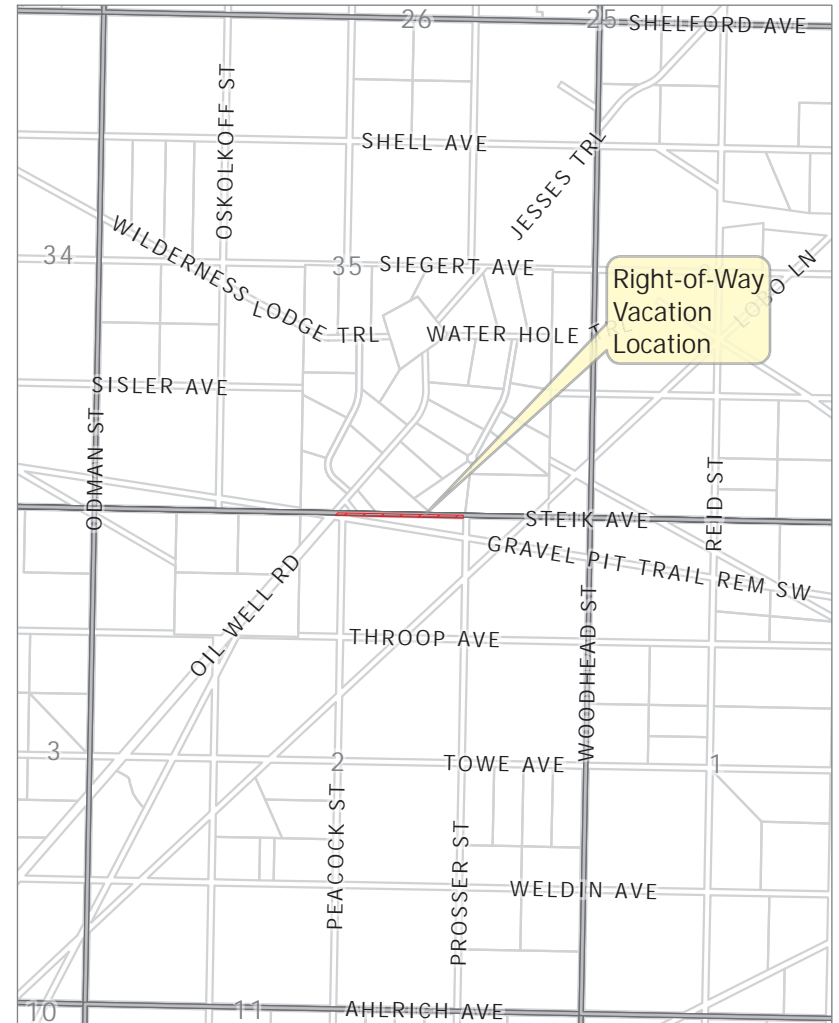 26
25
SHELFORD AVE
OSKOLKOFF ST
SHELL AVE
JESSES TRL
WILDERNESS LODGE TRL
34
35
SIEGERT AVE
Right-of-Way
Vacation
Location
LOBO LN
WATER HOLE TRL
SISLER AVE
ODMAN ST
REID ST
STEIK AVE
GRAVEL PIT TRAIL REM SW
OIL WELL RD
THROOP AVE
WOODHEAD ST
3
2
TOWE AVE
1
PEACOCK ST
PROSSER ST
WELDIN AVE
10
11
AHLRICH AVE